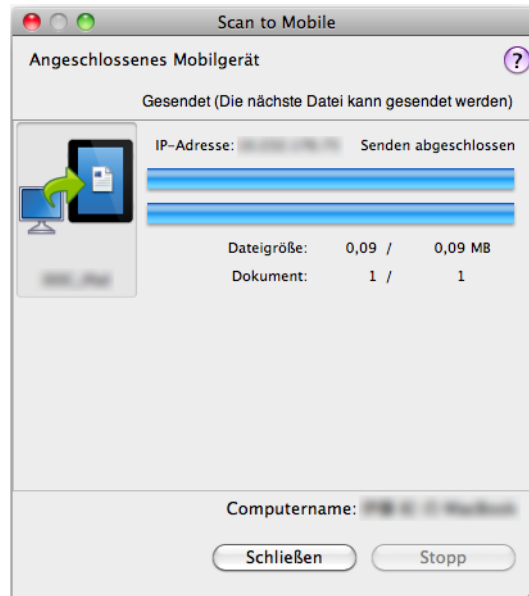 Scan to Mobile
Angeschlossenes Mobilgerät
?
Gesendet (Die nächste Datei kann gesendet werden)
IP-Adresse: Senden abgeschlossen
Dateigröße: 0,09 / 0,09 MB
Dokument: 1 / 1
Computername:
Schließen Stopp